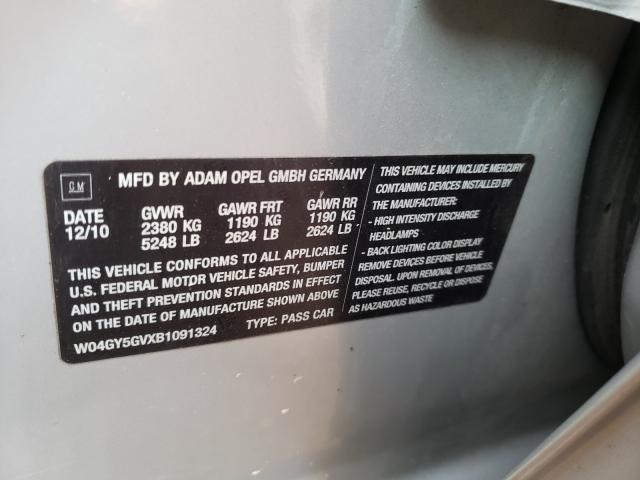 GM
MFD BY ADAM OPEL GMBH GERMANY
DATE GVWR GAWR FRT GAWR RR
12/10 2380 KG 1190 KG 1190 KG
5248 LB 2624 LB 2624 LB
THIS VEHICLE CONFORMS TO ALL APPLICABLE
U.S. FEDERAL MOTOR VEHICLE SAFETY, BUMPER
AND THEFT PREVENTION STANDARDS IN EFFECT
ON THE DATE OF MANUFACTURE SHOWN ABOVE
W04GY5GVXB1091324 TYPE: PASS CAR
THIS VEHICLE MAY INCLUDE MERCURY
CONTAINING DEVICES INSTALLED BY
THE MANUFACTURER:
- HIGH INTENSITY DISCHARGE
HEADLAMPS
- BACK LIGHTING COLOR DISPLAY
REMOVE DEVICES BEFORE VEHICLE
DISPOSAL. UPON REMOVAL OF DEVICES,
PLEASE REUSE, RECYCLE OR DISPOSE
AS HAZARDOUS WASTE